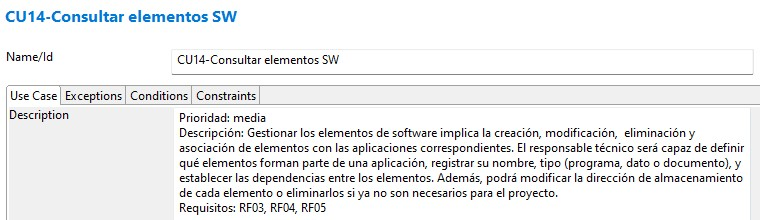 CU14-Consultar elementos SW
Name/Id
CU14-Consultar elementos SW
Use Case Exceptions Conditions Constraints
Description
Prioridad: media
Descripción: Gestionar los elementos de software implica la creación, modificación, eliminación y
asociación de elementos con las aplicaciones correspondientes. El responsable técnico será capaz de definir
qué elementos forman parte de una aplicación, registrar su nombre, tipo (programa, dato o documento), y
establecer las dependencias entre los elementos. Además, podrá modificar la dirección de almacenamiento
de cada elemento o eliminarlos si ya no son necesarios para el proyecto.
Requisitos: RF03, RF04, RF05